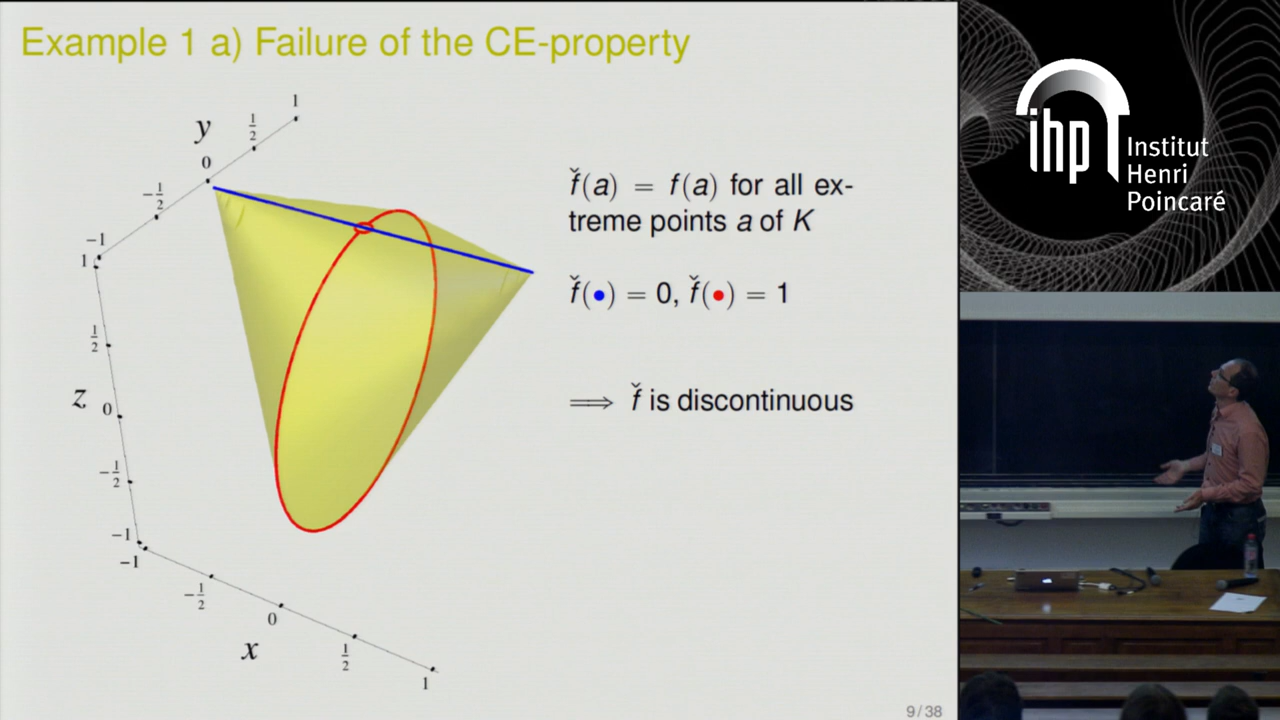 Example 1 a) Failure of the CE-property
1
y
1/2
0
-1/2
-1
1
1/2
z
0
-1/2
-1
-1
-1/2
0
x
1/2
1
f̌(a) = f(a) for all ex-
treme points a of K
f̌(•) = 0, f̌(•) = 1
⟹ f̌ is discontinuous
9/38
ihp
Institut
Henri
Poincaré